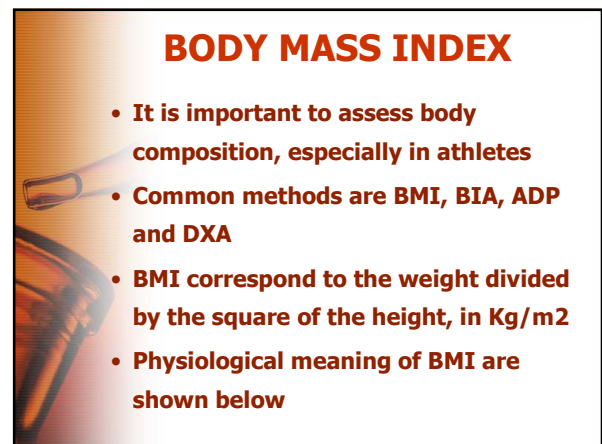 BODY MASS INDEX
• It is important to assess body
composition, especially in athletes
• Common methods are BMI, BIA, ADP
and DXA
• BMI correspond to the weight divided
by the square of the height, in Kg/m2
• Physiological meaning of BMI are
shown below